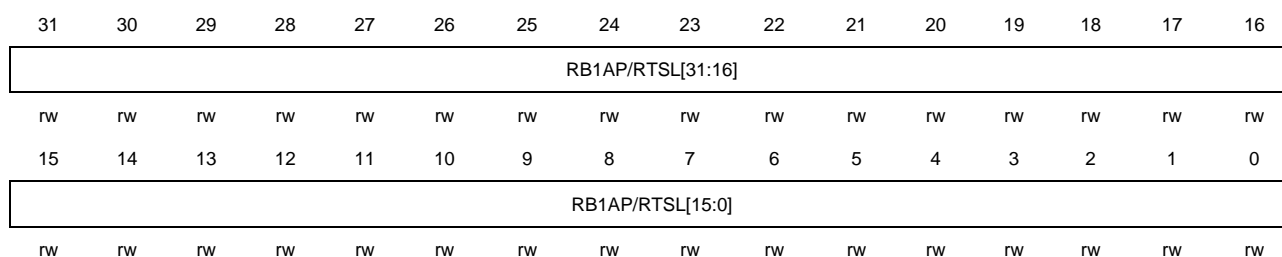 31 30 29 28 27 26 25 24 23 22 21 20 19 18 17 16
RB1AP/RTSL[31:16]
rw rw rw rw rw rw rw rw rw rw rw rw rw rw rw rw
15 14 13 12 11 10 9 8 7 6 5 4 3 2 1 0
RB1AP/RTSL[15:0]
rw rw rw rw rw rw rw rw rw rw rw rw rw rw rw rw